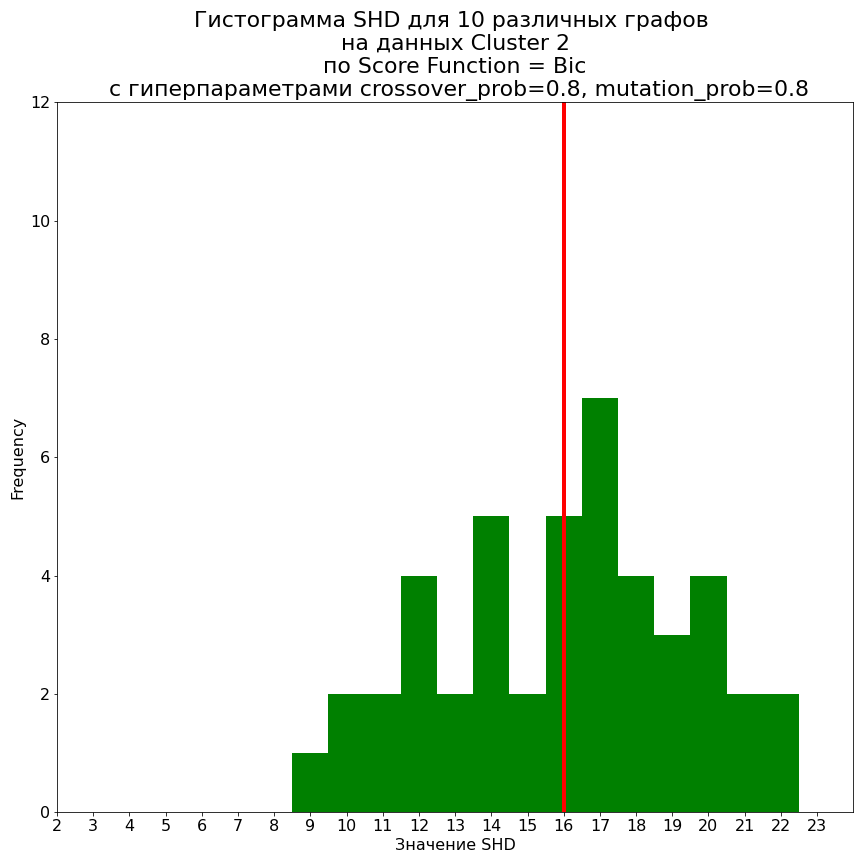 Гистограмма SHD для 10 различных графов
на данных Cluster 2
по Score Function = Bic
с гиперпараметрами crossover_prob=0.8, mutation_prob=0.8
12
10
8
6
4
2
0
Frequency
2 3 4 5 6 7 8 9 10 11 12 13 14 15 16 17 18 19 20 21 22 23
Значение SHD